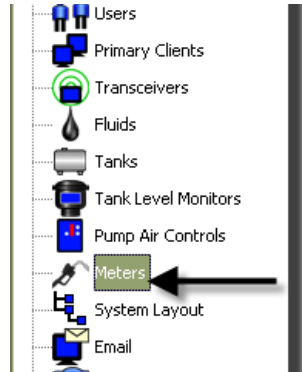 Users
Primary Clients
Transceivers
Fluids
Tanks
Tank Level Monitors
Pump Air Controls
Meters
System Layout
Email